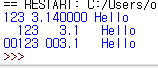 == RESTART: C:/Users/o
123 3.140000 Hello
  123   3.1   Hello
00123 003.1   Hello
>>>